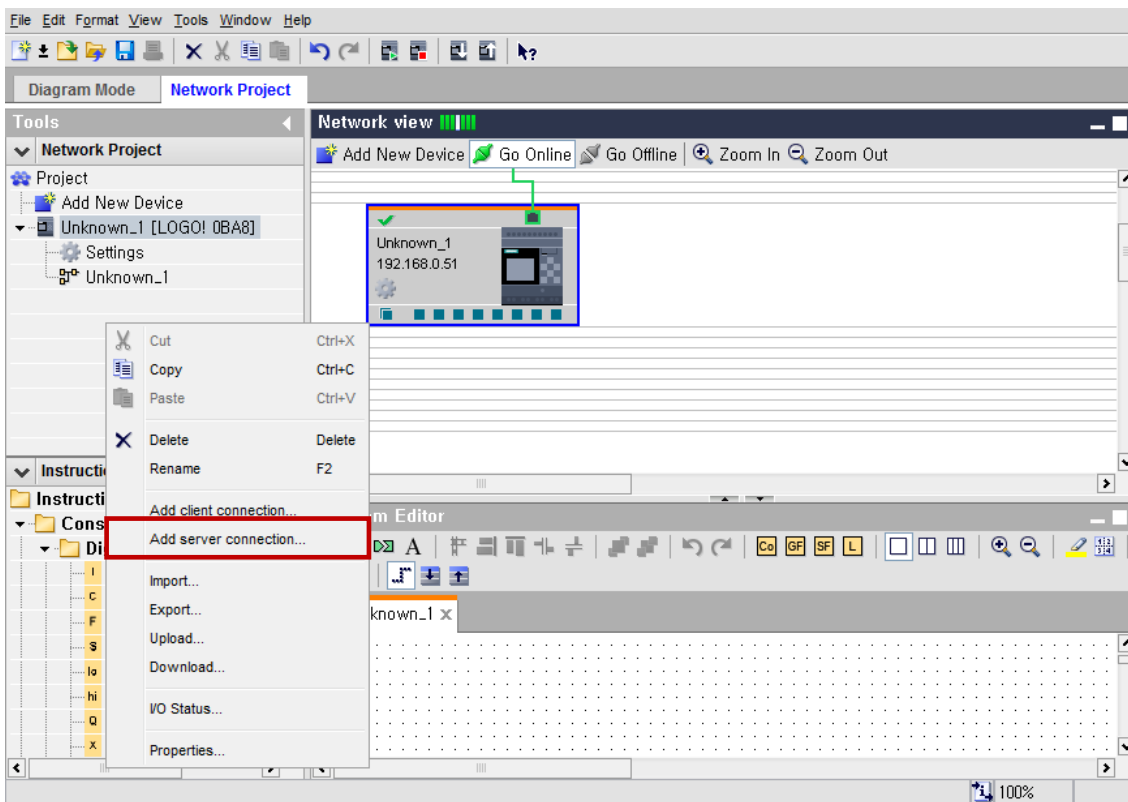 File Edit Format View Tools Window Help
Diagram Mode Network Project
Tools
Network view
Network Project
Add New Device Go Online Go Offline Zoom In Zoom Out
Project
Add New Device
Unknown_1 [LOGO! 0BA8]
Settings
Unknown_1
Unknown_1
192.168.0.51
Cut Ctrl+X
Copy Ctrl+C
Paste Ctrl+V
Delete Delete
Rename F2
Add client connection...
Add server connection...
Import...
Export...
Upload...
Download...
I/O Status...
Properties...
Instructi
Instructi
Cons
Di
I
C
F
S
lo
hi
Q
X
m Editor
A Co GF SF L
known_1 x
100%